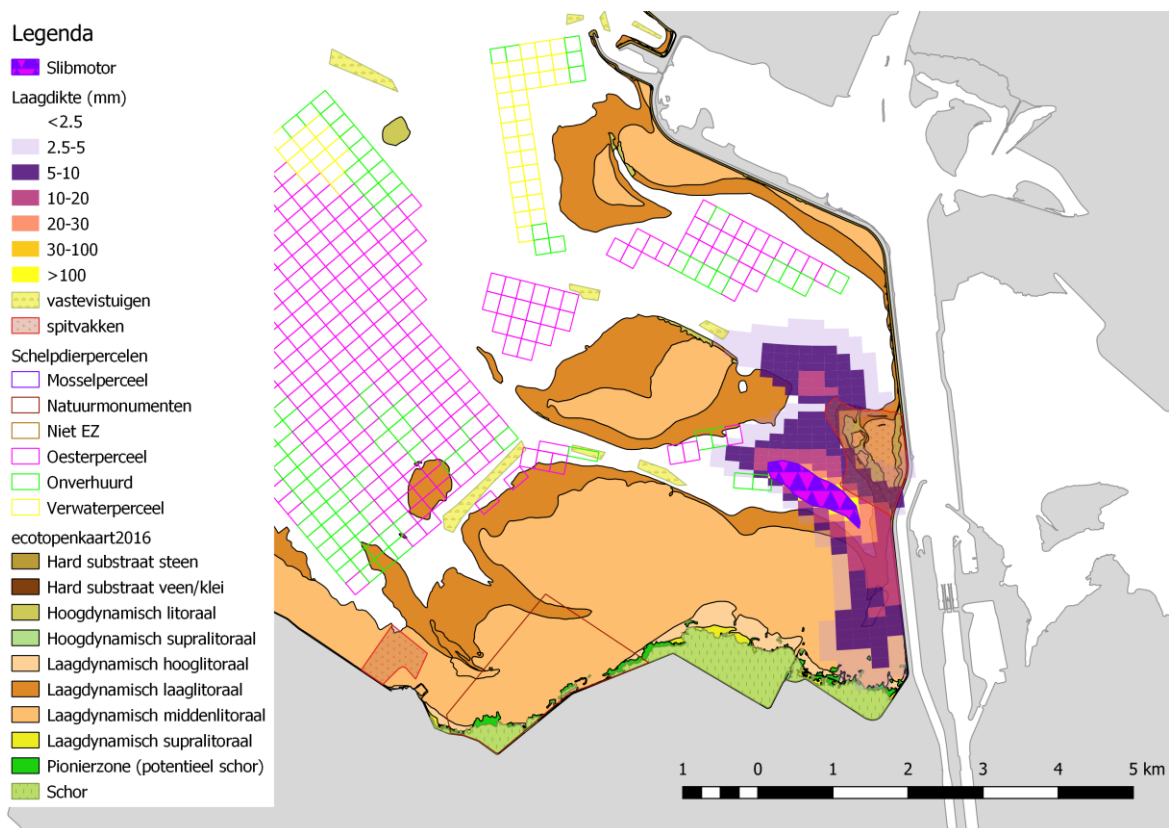 Legenda
Slibmotor
Laagdikte (mm)
<2.5
2.5-5
5-10
10-20
20-30
30-100
>100
vastevistuigen
spitvakken
Schelpdierpercelen
Mosselperceel
Natuurmonumenten
Niet EZ
Oesterperceel
Onverhuurd
Verwaterperceel
ecotopenkaart2016
Hard substraat steen
Hard substraat veen/klei
Hoogdynamisch litoraal
Hoogdynamisch supralitoraal
Laagdynamisch hooglitoraal
Laagdynamisch laaglitoraal
Laagdynamisch middenlitoraal
Laagdynamisch supralitoraal
Pionierzone (potentieel schor)
Schor
1 0 1 2 3 4 5 km